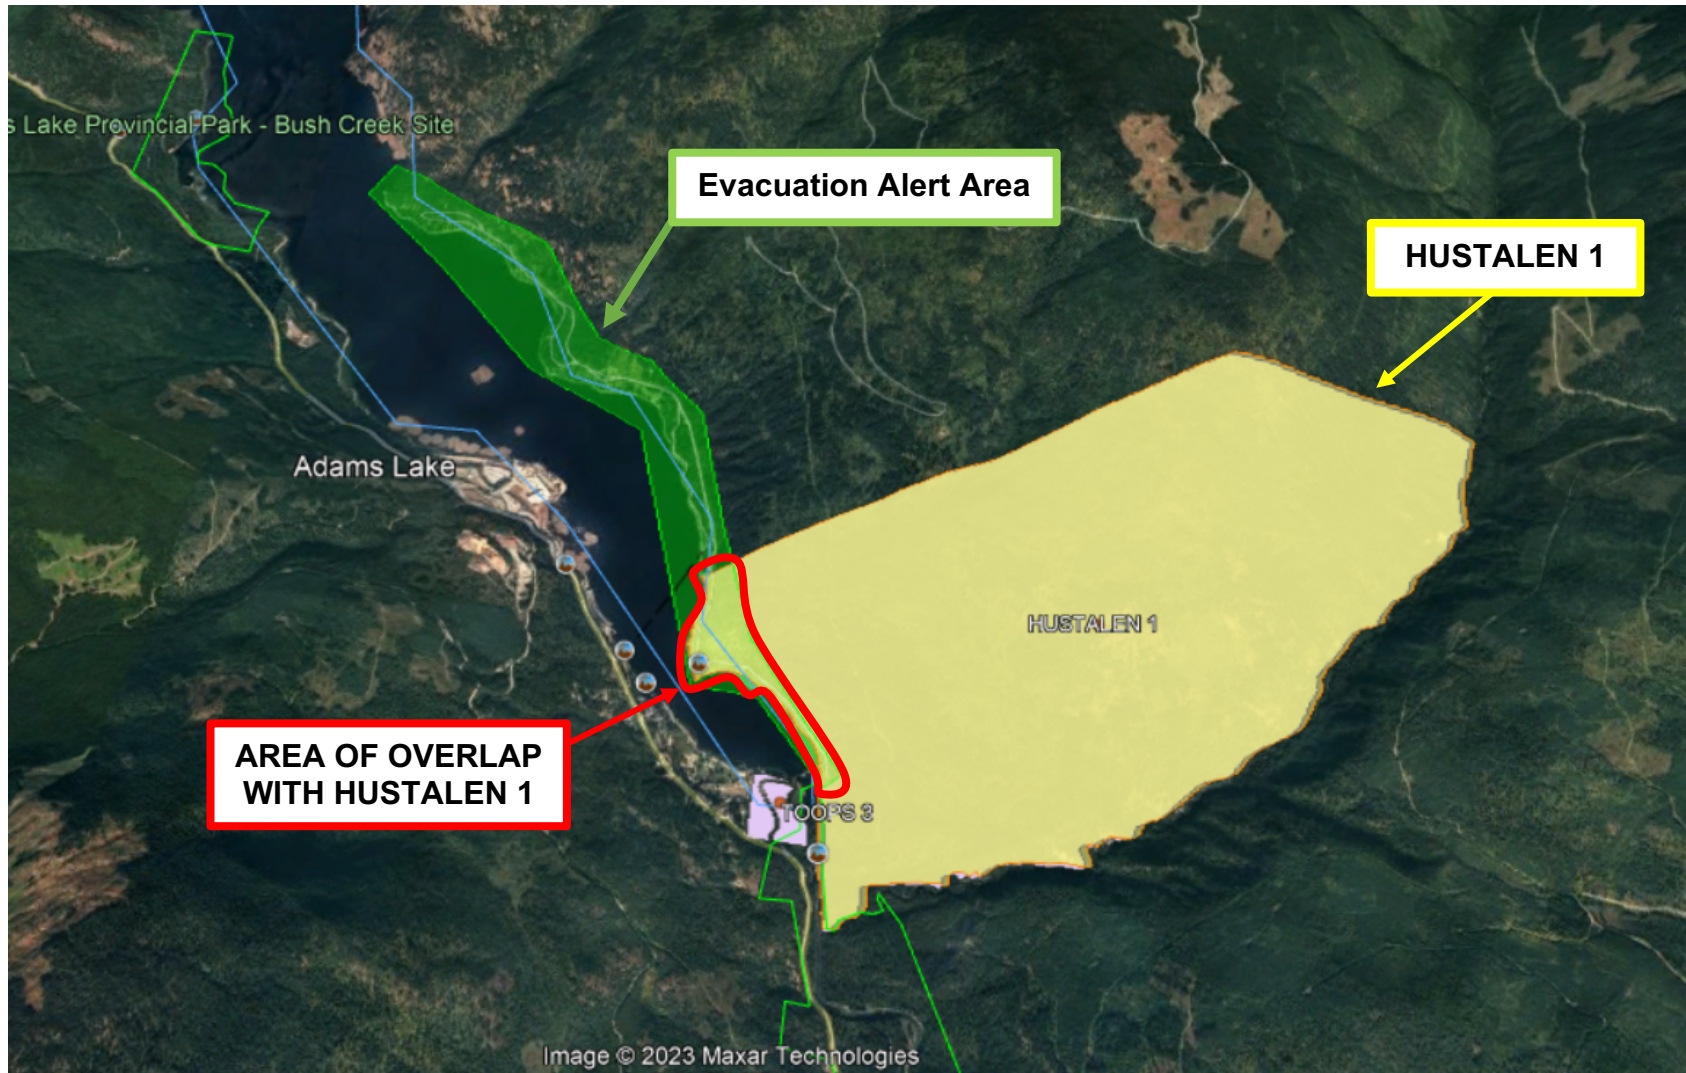 s Lake Provincial Park - Bush Creek Site
Evacuation Alert Area
HUSTALEN 1
Adams Lake
HUSTALEN 1
AREA OF OVERLAP
WITH HUSTALEN 1
TOOPS 3
Image © 2023 Maxar Technologies